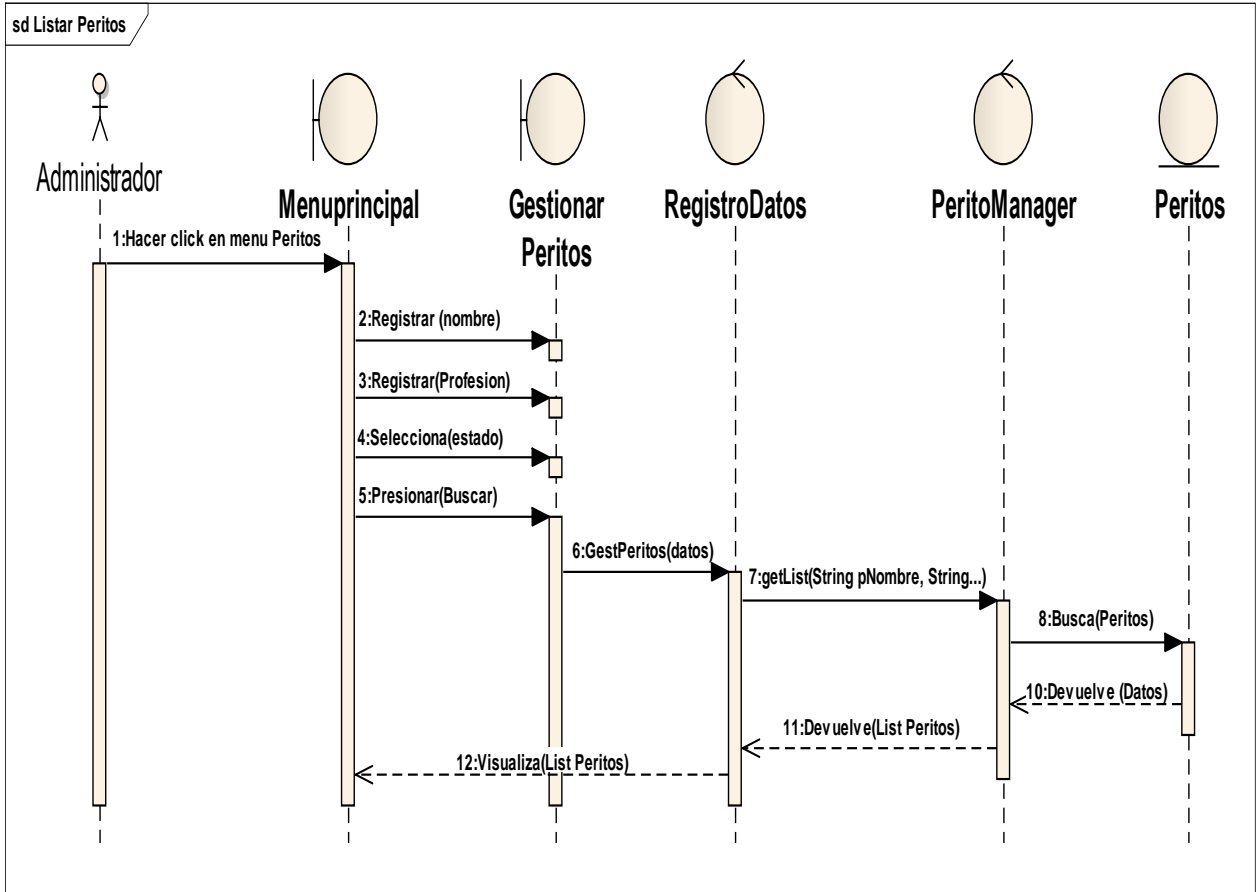 sd Listar Peritos
Administrador
Menuprincipal
Gestionar
Peritos
RegistroDatos
PeritoManager
Peritos
1:Hacer click en menu Peritos
2:Registrar (nombre)
3:Registrar(Profesion)
4:Selecciona(estado)
5:Presionar(Buscar)
6:GestPeritos(datos)
7:getList(String pNombre, String...)
8:Busca(Peritos)
10:Devuelve (Datos)
11:Devuelve(List Peritos)
12:Visualiza(List Peritos)